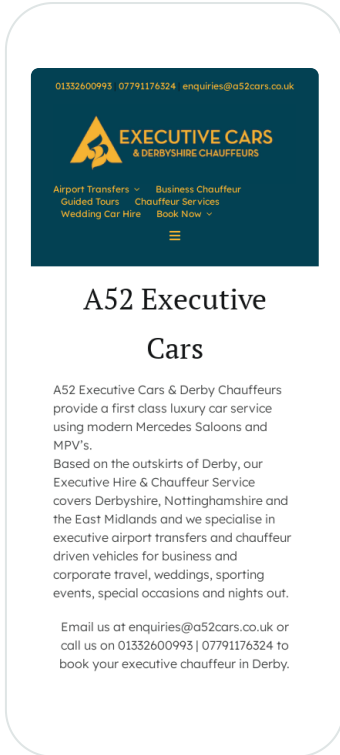 01332600993 | 07791176324 enquiries@a52cars.co.uk
EXECUTIVE CARS
& DERBYSHIRE CHAUFFEURS
Airport Transfers Business Chauffeur
Guided Tours Chauffeur Services
Wedding Car Hire Book Now
A52 Executive
Cars
A52 Executive Cars & Derby Chauffeurs
provide a first class luxury car service
using modern Mercedes Saloons and
MPV’s.
Based on the outskirts of Derby, our
Executive Hire & Chauffeur Service
covers Derbyshire, Nottinghamshire and
the East Midlands and we specialise in
executive airport transfers and chauffeur
driven vehicles for business and
corporate travel, weddings, sporting
events, special occasions and nights out.
Email us at enquiries@a52cars.co.uk or
call us on 01332600993 | 07791176324 to
book your executive chauffeur in Derby.